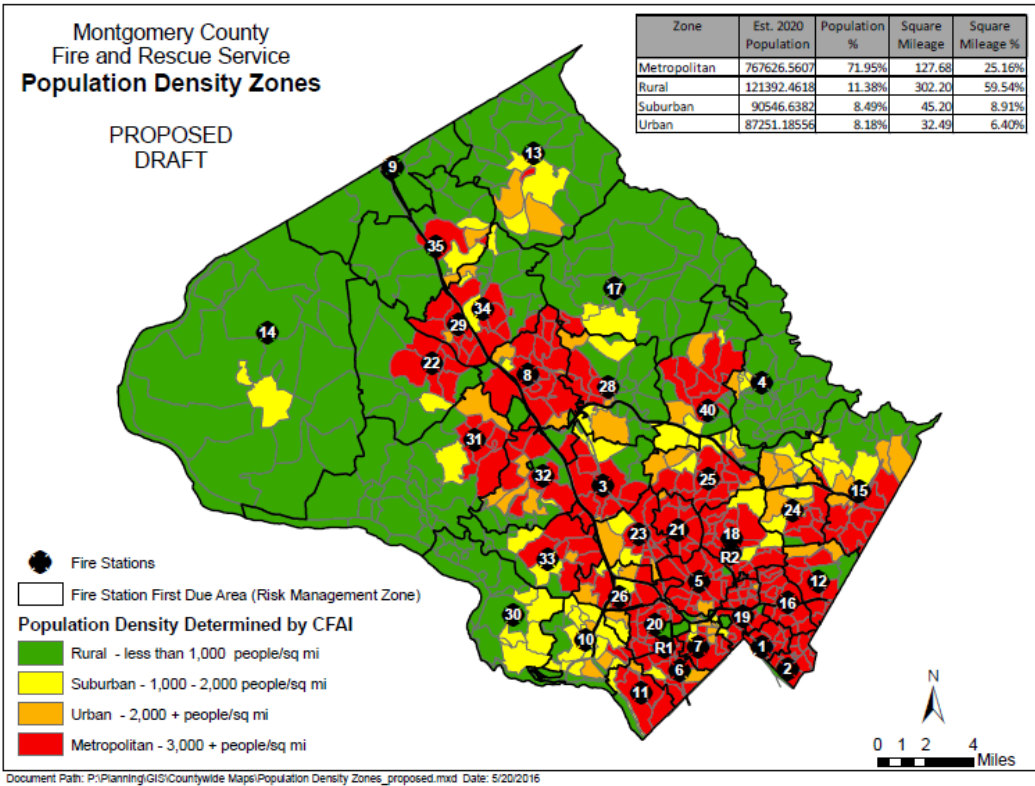 Montgomery County
Fire and Rescue Service
Population Density Zones
PROPOSED
DRAFT
Zone Est. 2020 Population Population % Square Mileage Square Mileage %
Metropolitan 767626.5607 71.95% 127.68 25.16%
Rural 121392.4618 11.38% 302.20 59.54%
Suburban 90546.6382 8.49% 45.20 8.91%
Urban 87251.18556 8.18% 32.49 6.40%
13
9
35
17
34
29
14
22
8
28
4
40
31
32
25
3
15
24
23
21
18
R2
33
5
12
26
16
30
19
20
10
R1
7
1
6
2
11
Fire Stations
Fire Station First Due Area (Risk Management Zone)
Population Density Determined by CFAI
Rural - less than 1,000 people/sq mi
Suburban - 1,000 - 2,000 people/sq mi
Urban - 2,000 + people/sq mi
Metropolitan - 3,000 + people/sq mi
N
0 1 2 4
Miles
Document Path: P:\Planning\GIS\Countywide Maps\Population Density Zones_proposed.mxd Date: 5/20/2016